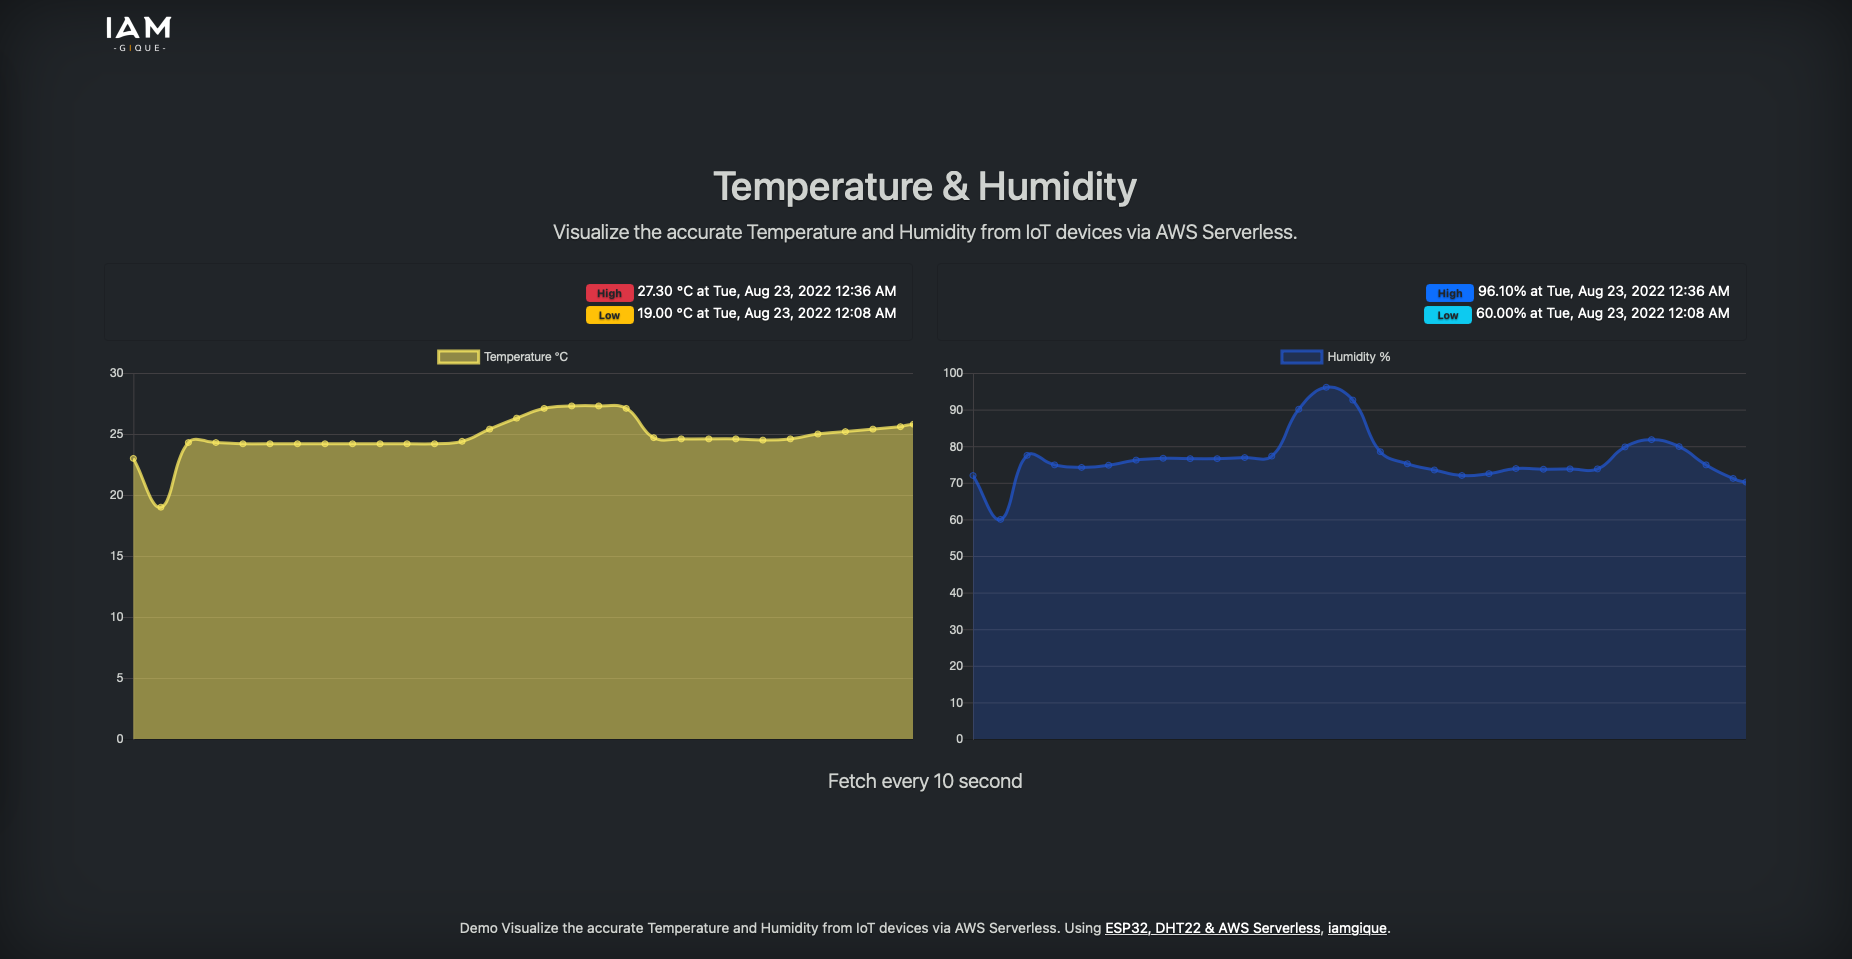 IAM
-GIQUE-
Temperature & Humidity
Visualize the accurate Temperature and Humidity from IoT devices via AWS Serverless.
High 27.30 °C at Tue, Aug 23, 2022 12:36 AM
Low 19.00 °C at Tue, Aug 23, 2022 12:08 AM
Temperature °C
30
25
20
15
10
5
0
High 96.10% at Tue, Aug 23, 2022 12:36 AM
Low 60.00% at Tue, Aug 23, 2022 12:08 AM
Humidity %
100
90
80
70
60
50
40
30
20
10
0
Fetch every 10 second
Demo Visualize the accurate Temperature and Humidity from IoT devices via AWS Serverless. Using ESP32, DHT22 & AWS Serverless, iamgique.